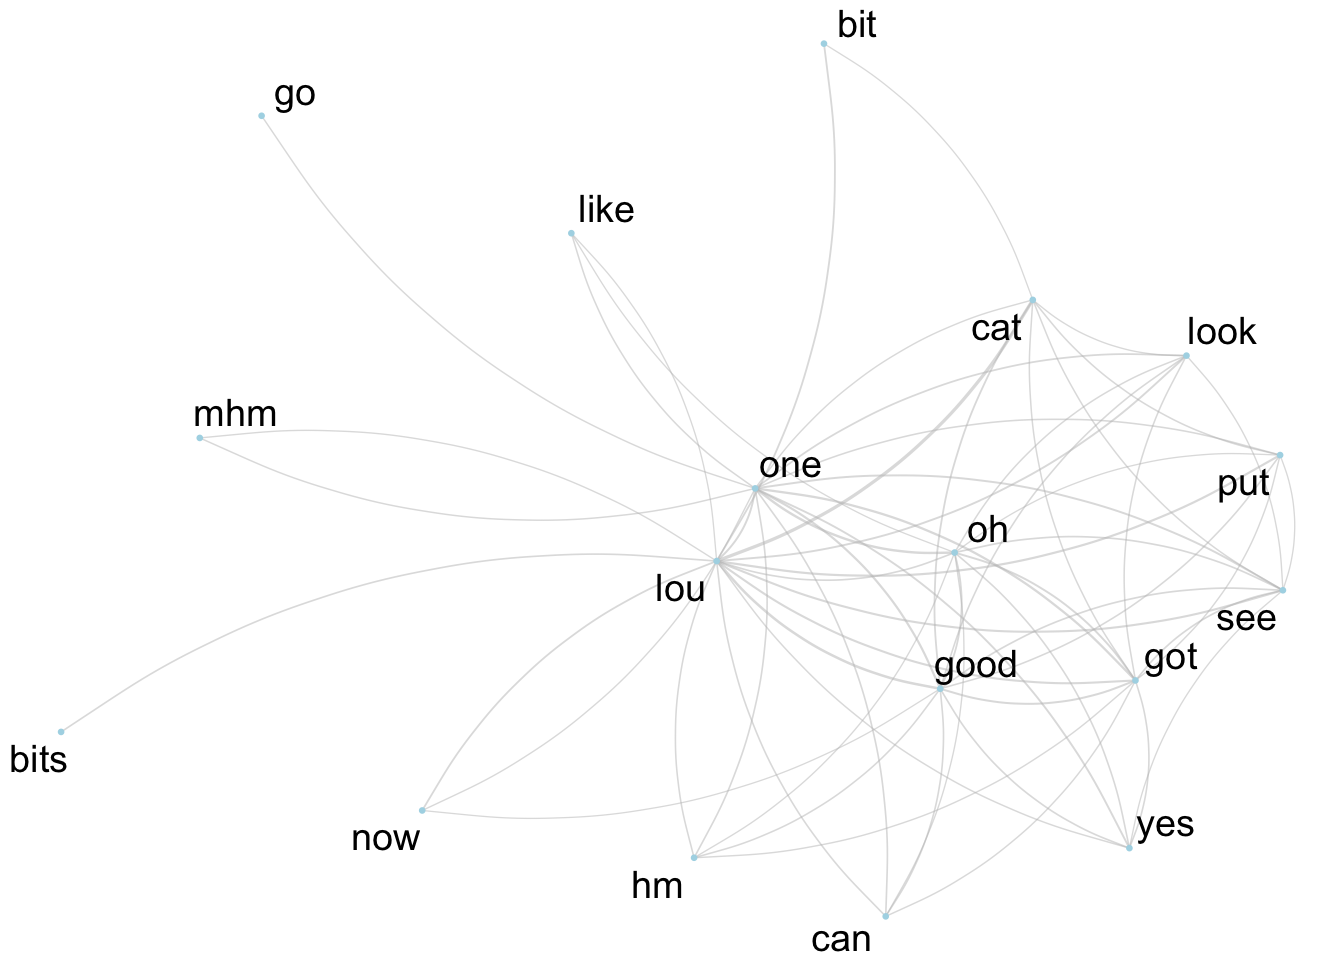 bit
go
like
cat
look
mhm
one
put
oh
lou
see
good
got
bits
now
yes
hm
can